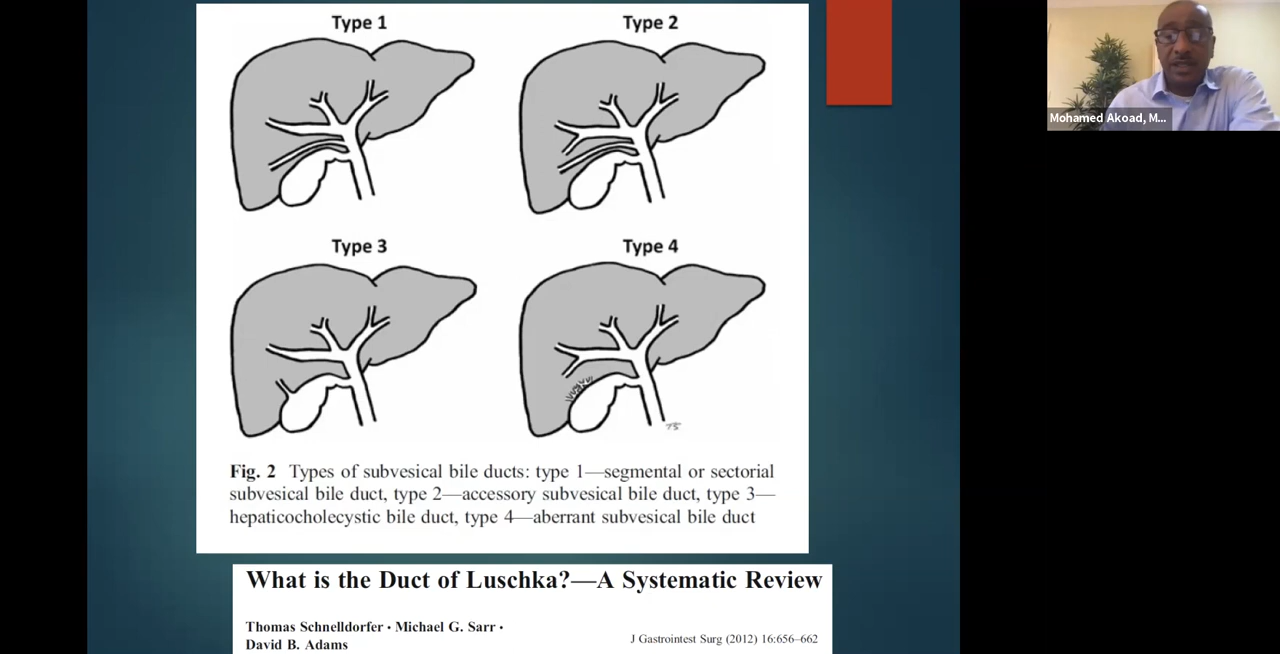 Type 1
Type 2
Mohamed Akoad, M...
Type 3
Type 4
Fig. 2 Types of subvesical bile ducts: type 1—segmental or sectorial
subvesical bile duct, type 2—accessory subvesical bile duct, type 3—
hepaticocholecystic bile duct, type 4—aberrant subvesical bile duct
What is the Duct of Luschka?—A Systematic Review
Thomas Schnelldorfer • Michael G. Sarr •
David B. Adams
J Gastrointest Surg (2012) 16:656–662